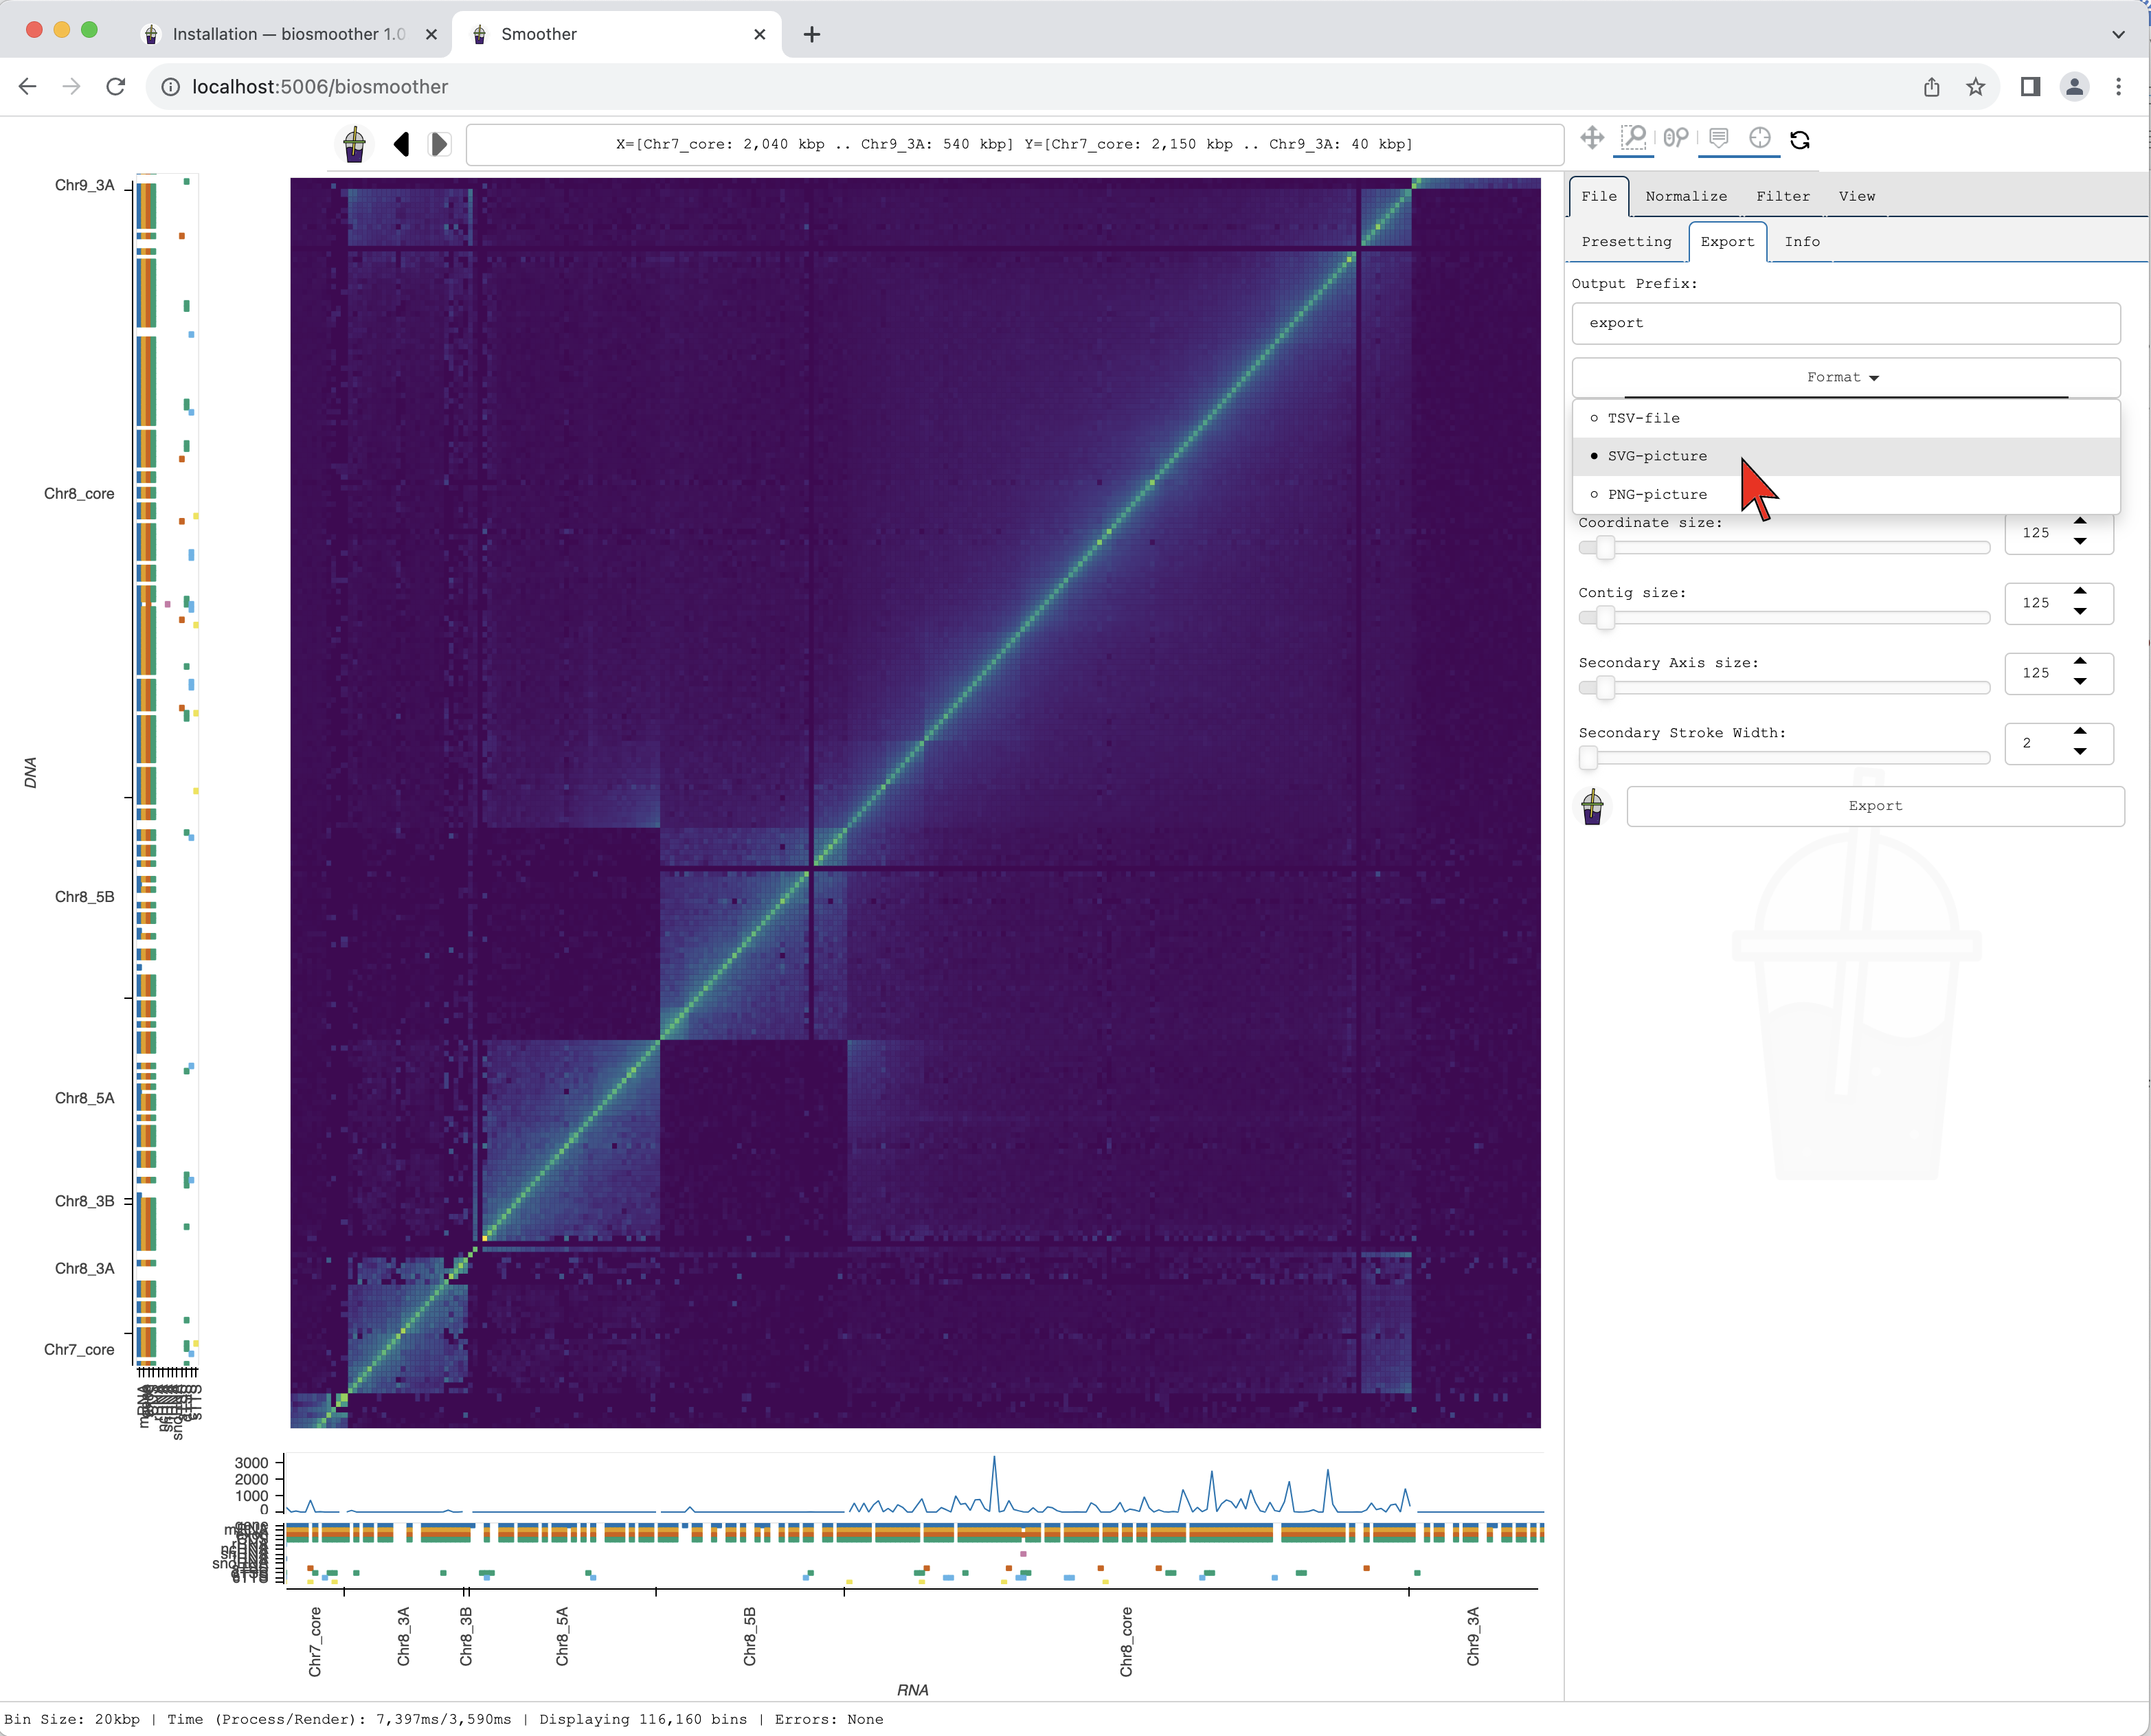 Installation — biosmoother 1.0
Smoother
localhost:5006/biosmoother
X=[Chr7_core: 2,040 kbp .. Chr9_3A: 540 kbp] Y=[Chr7_core: 2,150 kbp .. Chr9_3A: 40 kbp]
File Normalize Filter View
Presetting Export Info
Output Prefix:
export
Format
TSV-file
SVG-picture
PNG-picture
Coordinate size:
125
Contig size:
125
Secondary Axis size:
125
Secondary Stroke Width:
2
Export
DNA
Chr9_3A
Chr8_core
Chr8_5B
Chr8_5A
Chr8_3B
Chr8_3A
Chr7_core
3000
2000
1000
0
Chr7_core
Chr8_3A
Chr8_3B
Chr8_5A
Chr8_5B
Chr8_core
Chr9_3A
RNA
Bin Size: 20kbp | Time (Process/Render): 7,397ms/3,590ms | Displaying 116,160 bins | Errors: None